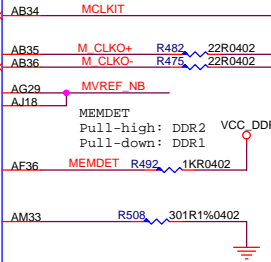 AB34 MCLKIT
AB35 M_CLKO+ R482 22R0402
AB36 M_CLKO- R475 22R0402
AG29 MVREF_NB
AJ18
MEMDET
Pull-high: DDR2 VCC_DDR
Pull-down: DDR1
AF36 MEMDET R492 1KR0402
AM33 R508 301R1%0402